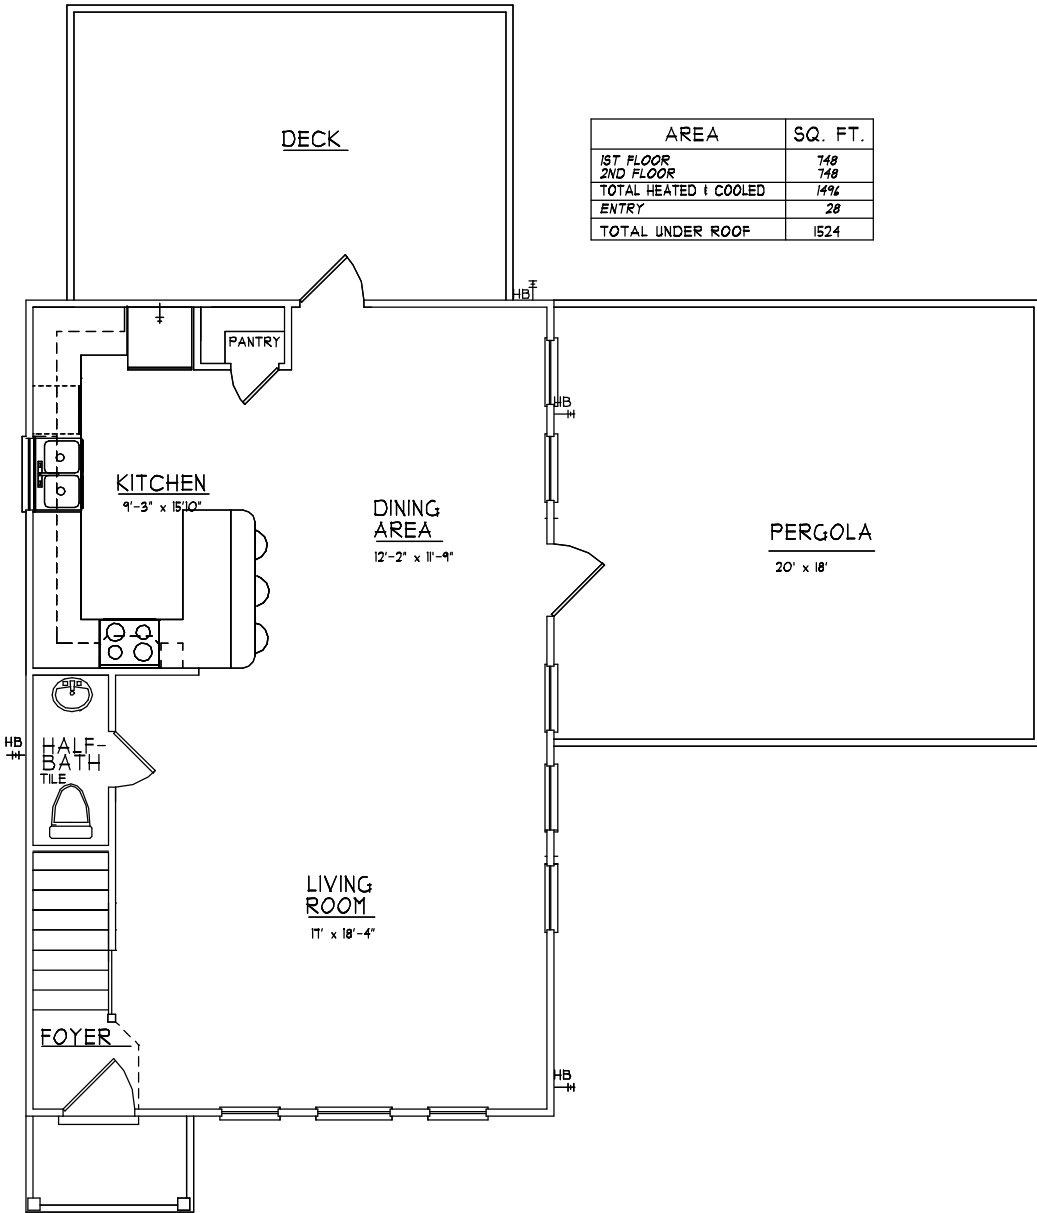 DECK
AREA SQ. FT.
1ST FLOOR 748
2ND FLOOR 748
TOTAL HEATED & COOLED 1496
ENTRY 28
TOTAL UNDER ROOF 1524
HB
PANTRY
HB
KITCHEN
9'-3" x 15'10"
DINING
AREA
12'-2" x 11'-9"
PERGOLA
20' x 18'
HB
HALF-
BATH
TILE
LIVING
ROOM
17' x 18'-4"
FOYER
HB